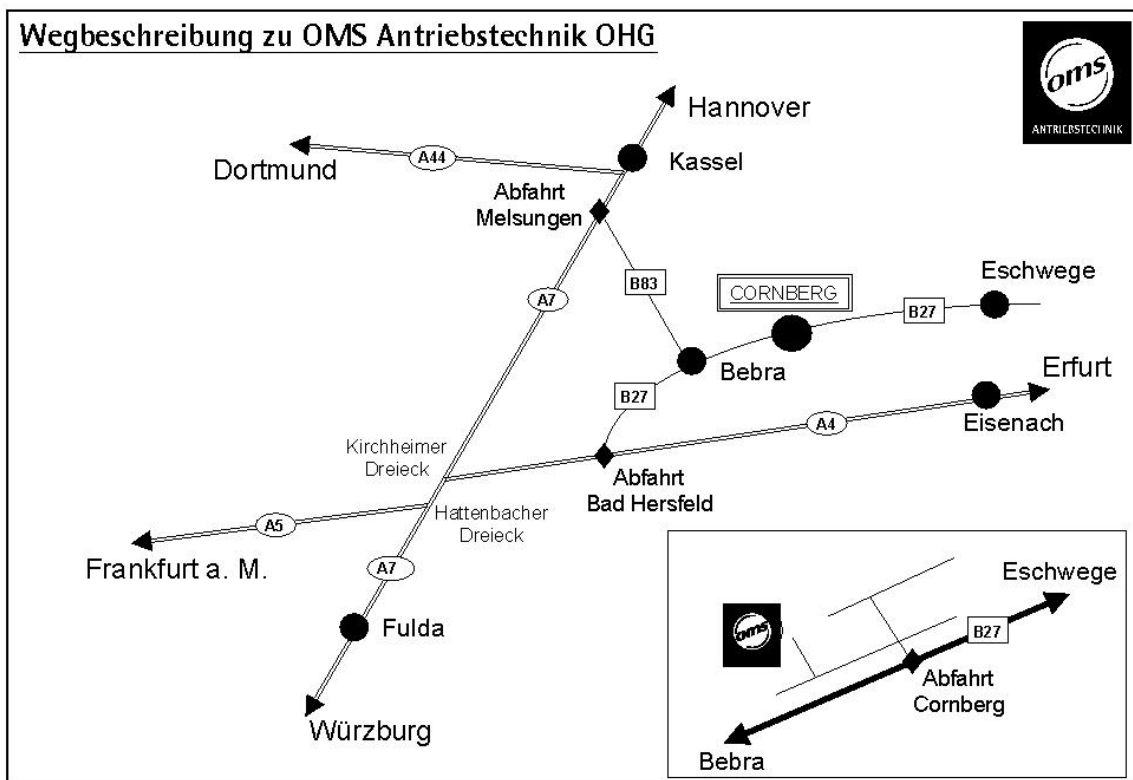 Wegbeschreibung zu OMS Antriebstechnik OHG
oms
ANTRIEBSTECHNIK
Hannover
A44
Kassel
Dortmund
Abfahrt
Melsungen
A7
B83
CORNBERG
Eschwege
B27
Bebra
Erfurt
B27
A4
Eisenach
Kirchheimer
Dreieck
Abfahrt
Bad Hersfeld
Hattenbacher
Dreieck
A5
Frankfurt a. M.
A7
Fulda
Würzburg
Eschwege
oms
B27
Abfahrt
Cornberg
Bebra